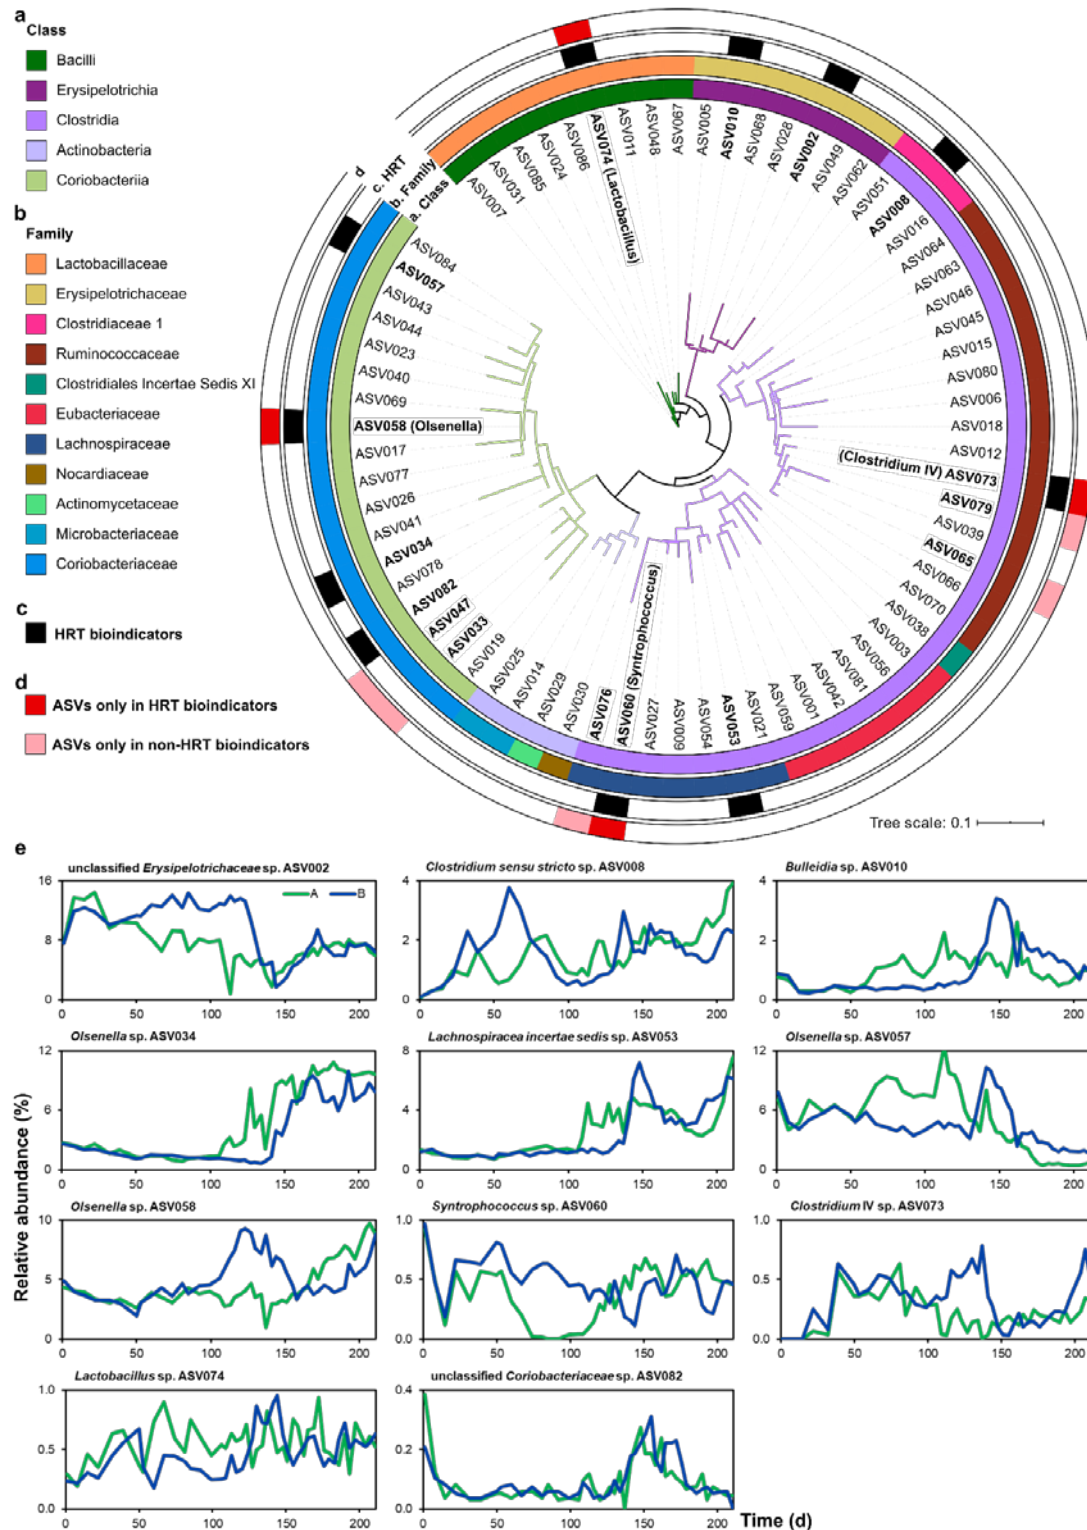 a
Class
Bacilli
Erysipelotrichia
Clostridia
Actinobacteria
Coriobacteriia
b
Family
Lactobacillaceae
Erysipelotrichaceae
Clostridiaceae 1
Ruminococcaceae
Clostridiales Incertae Sedis XI
Eubacteriaceae
Lachnospiraceae
Nocardiaceae
Actinomycetaceae
Microbacteriaceae
Coriobacteriaceae
c
HRT bioindicators
d
ASVs only in HRT bioindicators
ASVs only in non-HRT bioindicators
d
c. HRT
b. Family
a. Class
ASV007
ASV031
ASV085
ASV024
ASV086
ASV074 (Lactobacillus)
ASV011
ASV048
ASV067
ASV005
ASV010
ASV068
ASV028
ASV002
ASV049
ASV062
ASV051
ASV008
ASV016
ASV064
ASV063
ASV046
ASV045
ASV015
ASV080
ASV006
ASV018
ASV012
(Clostridium IV) ASV073
ASV079
ASV039
ASV065
ASV066
ASV070
ASV038
ASV003
ASV056
ASV081
ASV042
ASV001
ASV059
ASV021
ASV053
ASV054
ASV009
ASV027
ASV060 (Syntrophococcus)
ASV076
ASV030
ASV029
ASV014
ASV025
ASV019
ASV033
ASV047
ASV082
ASV078
ASV034
ASV041
ASV026
ASV077
ASV017
ASV058 (Olsenella)
ASV069
ASV040
ASV023
ASV044
ASV043
ASV057
ASV084
Tree scale: 0.1
e
unclassified Erysipelotrichaceae sp. ASV002
A B
16
8
0
0 50 100 150 200
Clostridium sensu stricto sp. ASV008
4
2
0
0 50 100 150 200
Bulleidia sp. ASV010
4
2
0
0 50 100 150 200
Olsenella sp. ASV034
12
6
0
0 50 100 150 200
Lachnospiracea incertae sedis sp. ASV053
8
4
0
0 50 100 150 200
Olsenella sp. ASV057
12
6
0
0 50 100 150 200
Olsenella sp. ASV058
10
5
0
0 50 100 150 200
Syntrophococcus sp. ASV060
1.0
0.5
0.0
0 50 100 150 200
Clostridium IV sp. ASV073
1.0
0.5
0.0
0 50 100 150 200
Lactobacillus sp. ASV074
1.0
0.5
0.0
0 50 100 150 200
unclassified Coriobacteriaceae sp. ASV082
0.4
0.2
0.0
0 50 100 150 200
Relative abundance (%)
Time (d)